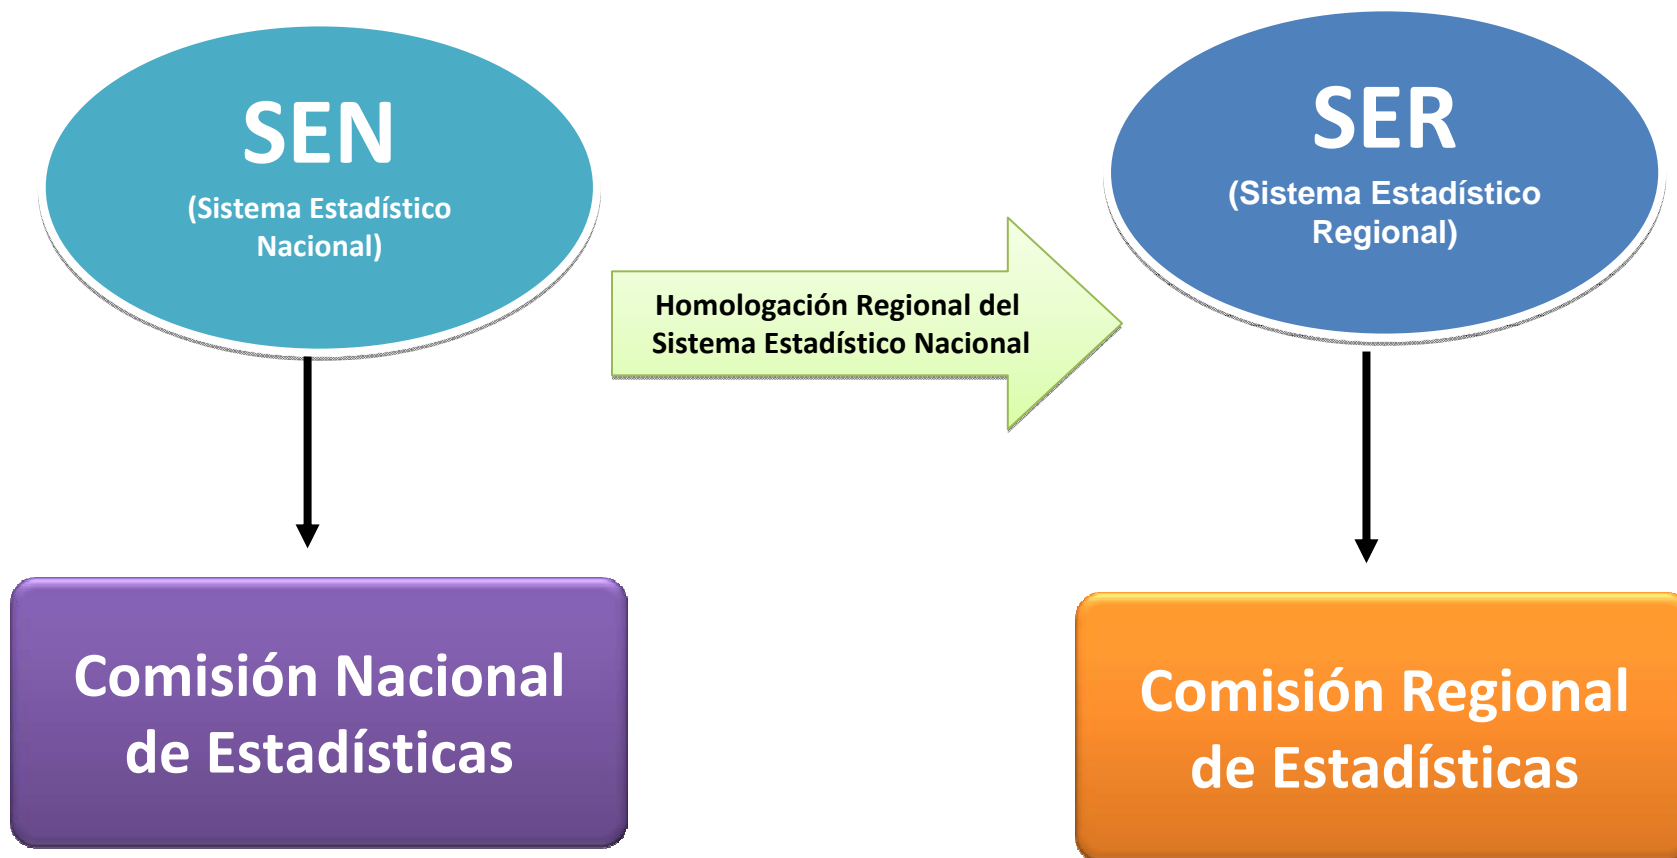 SEN
(Sistema Estadístico
Nacional)
Homologación Regional del
Sistema Estadístico Nacional
SER
(Sistema Estadístico
Regional)
Comisión Nacional
de Estadísticas
Comisión Regional
de Estadísticas